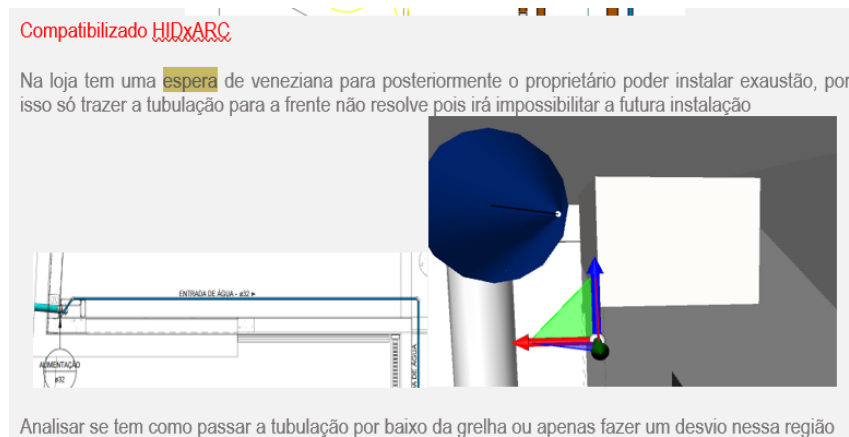 Compatibilizado HIDxARC
Na loja tem uma espera de veneziana para posteriormente o proprietário poder instalar exaustão, por
isso só trazer a tubulação para a frente não resolve pois irá impossibilitar a futura instalação
ENTRADA DE ÁGUA - ø32
ALIMENTAÇÃO
ø32
DE ÁGUA
Analisar se tem como passar a tubulação por baixo da grelha ou apenas fazer um desvio nessa região